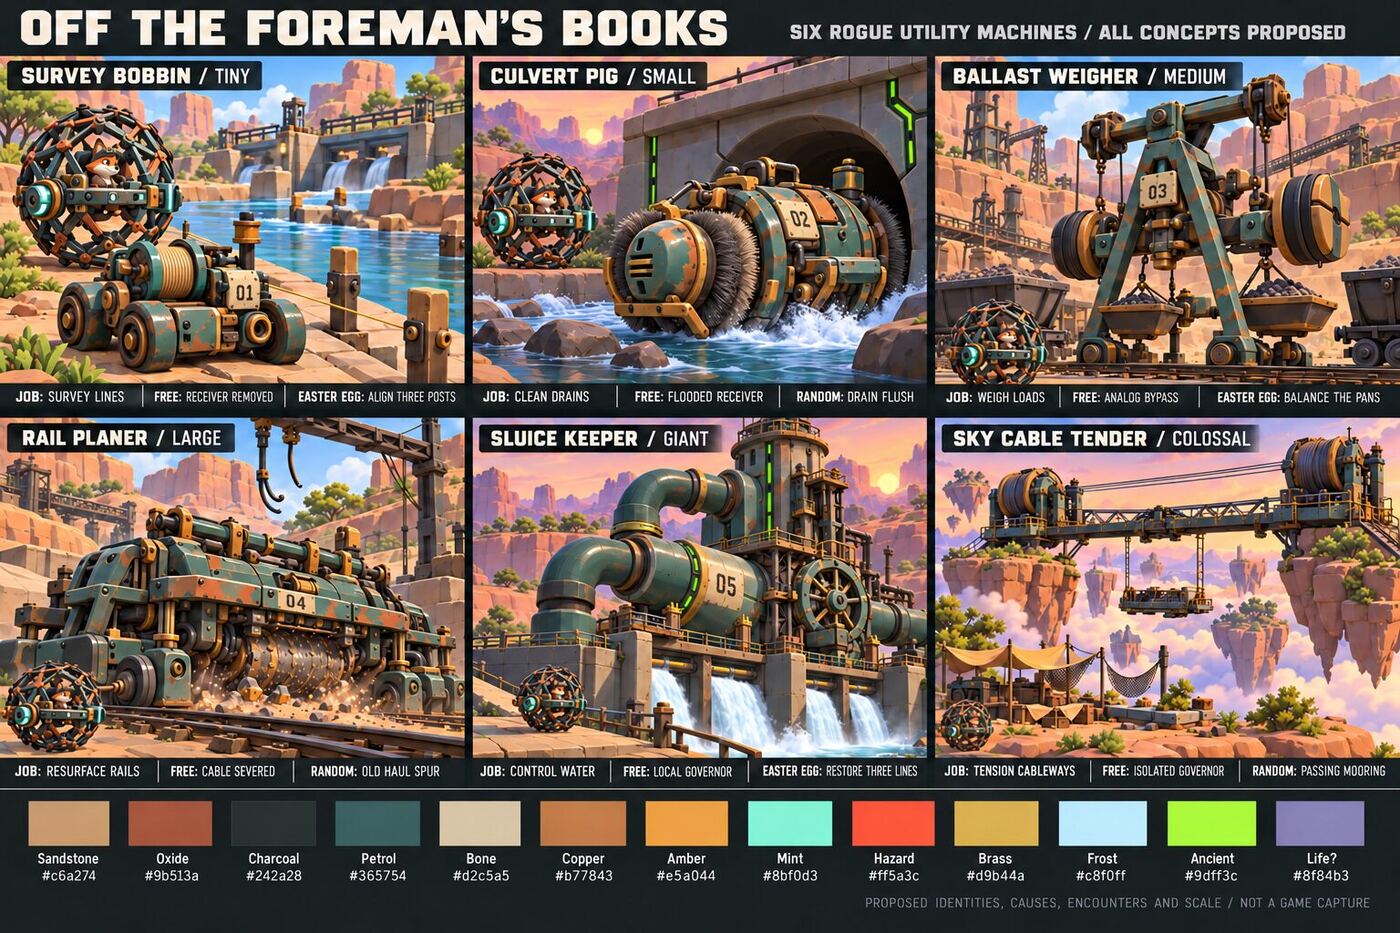 OFF THE FOREMAN'S BOOKS
SIX ROGUE UTILITY MACHINES / ALL CONCEPTS PROPOSED
SURVEY BOBBIN / TINY
01
JOB: SURVEY LINES
FREE: RECEIVER REMOVED
EASTER EGG: ALIGN THREE POSTS
CULVERT PIG / SMALL
02
JOB: CLEAN DRAINS
FREE: FLOODED RECEIVER
RANDOM: DRAIN FLUSH
BALLAST WEIGHER / MEDIUM
03
JOB: WEIGH LOADS
FREE: ANALOG BYPASS
EASTER EGG: BALANCE THE PANS
RAIL PLANER / LARGE
04
JOB: RESURFACE RAILS
FREE: CABLE SEVERED
RANDOM: OLD HAUL SPUR
SLUICE KEEPER / GIANT
05
JOB: CONTROL WATER
FREE: LOCAL GOVERNOR
EASTER EGG: RESTORE THREE LINES
SKY CABLE TENDER / COLOSSAL
JOB: TENSION CABLEWAYS
FREE: ISOLATED GOVERNOR
RANDOM: PASSING MOORING
Sandstone
#c6a274
Oxide
#9b513a
Charcoal
#242a28
Petrol
#365754
Bone
#d2c5a5
Copper
#b77843
Amber
#e5a044
Mint
#8bf0d3
Hazard
#ff5a3c
Brass
#d9b44a
Frost
#c8f0ff
Ancient
#9dff3c
Life?
#8f84b3
PROPOSED IDENTITIES, CAUSES, ENCOUNTERS AND SCALE / NOT A GAME CAPTURE